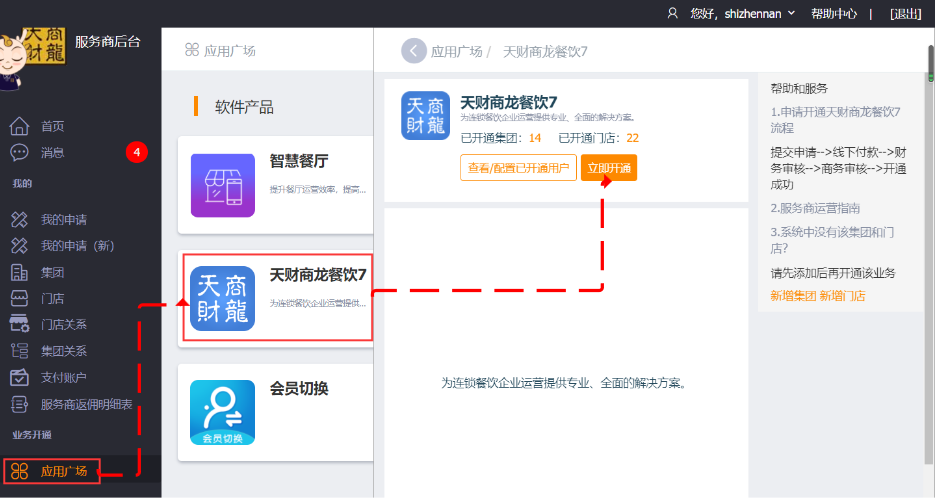 您好，shizhennan 帮助中心 | [退出]
天商
财龍
服务商后台
首页
消息
4
我的
我的申请
我的申请（新）
集团
门店
门店关系
集团关系
支付账户
服务商返佣明细表
业务开通
应用广场
应用广场
软件产品
智慧餐厅
提升餐厅运营效率，提高...
天商
財龍
天财商龙餐饮7
为连锁餐饮企业运营提供...
会员切换
会员切换
应用广场 / 天财商龙餐饮7
天商
財龍
天财商龙餐饮7
为连锁餐饮企业运营提供专业、全面的解决方案。
已开通集团：14 已开通门店：22
查看/配置已开通用户 立即开通
为连锁餐饮企业运营提供专业、全面的解决方案。
帮助和服务
1.申请开通天财商龙餐饮7
流程
提交申请-->线下付款-->财
务审核-->商务审核-->开通
成功
2.服务商运营指南
3.系统中没有该集团和门
店?
请先添加后再开通该业务
新增集团 新增门店